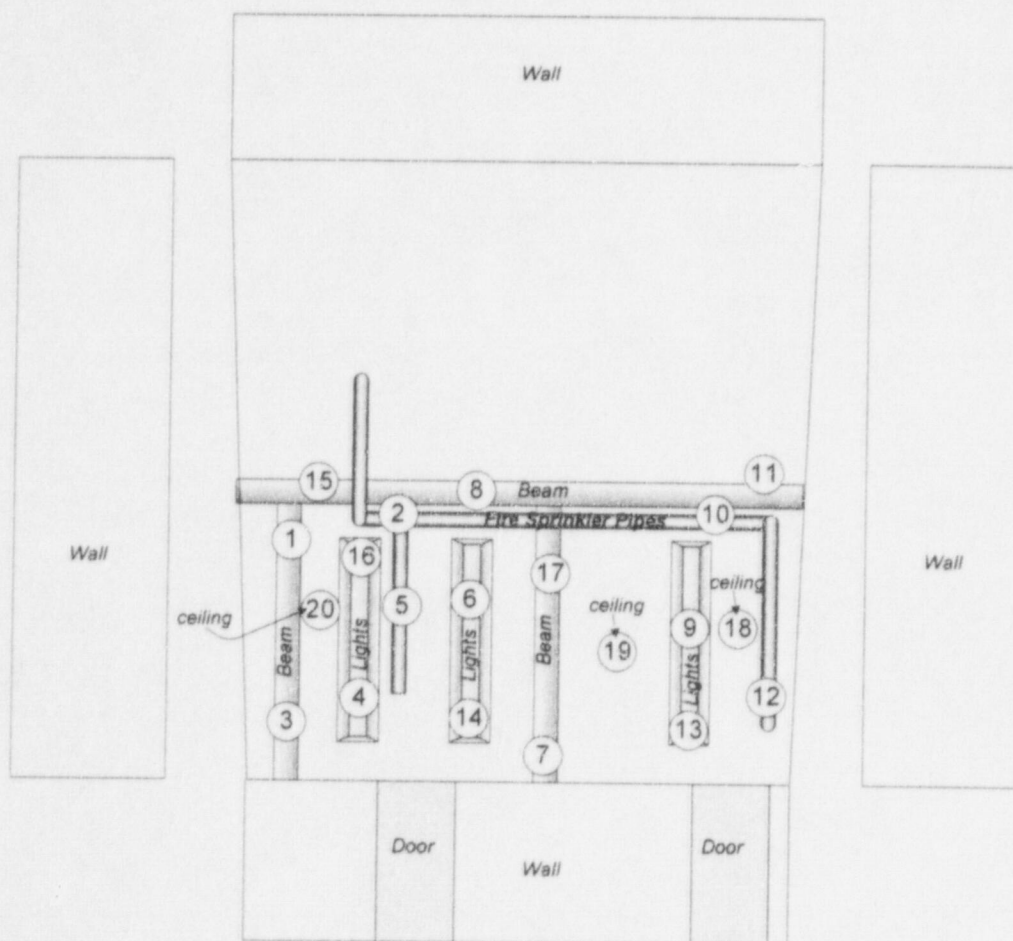 Wall
11
15
8
Beam
2
Fire Sprinkler Pipes
10
1
16
17
ceiling
ceiling
ceiling
20
5
6
9
18
19
Wall
Wall
Beam
Lights
Lights
Beam
Lights
4
12
3
14
13
7
Door
Wall
Door